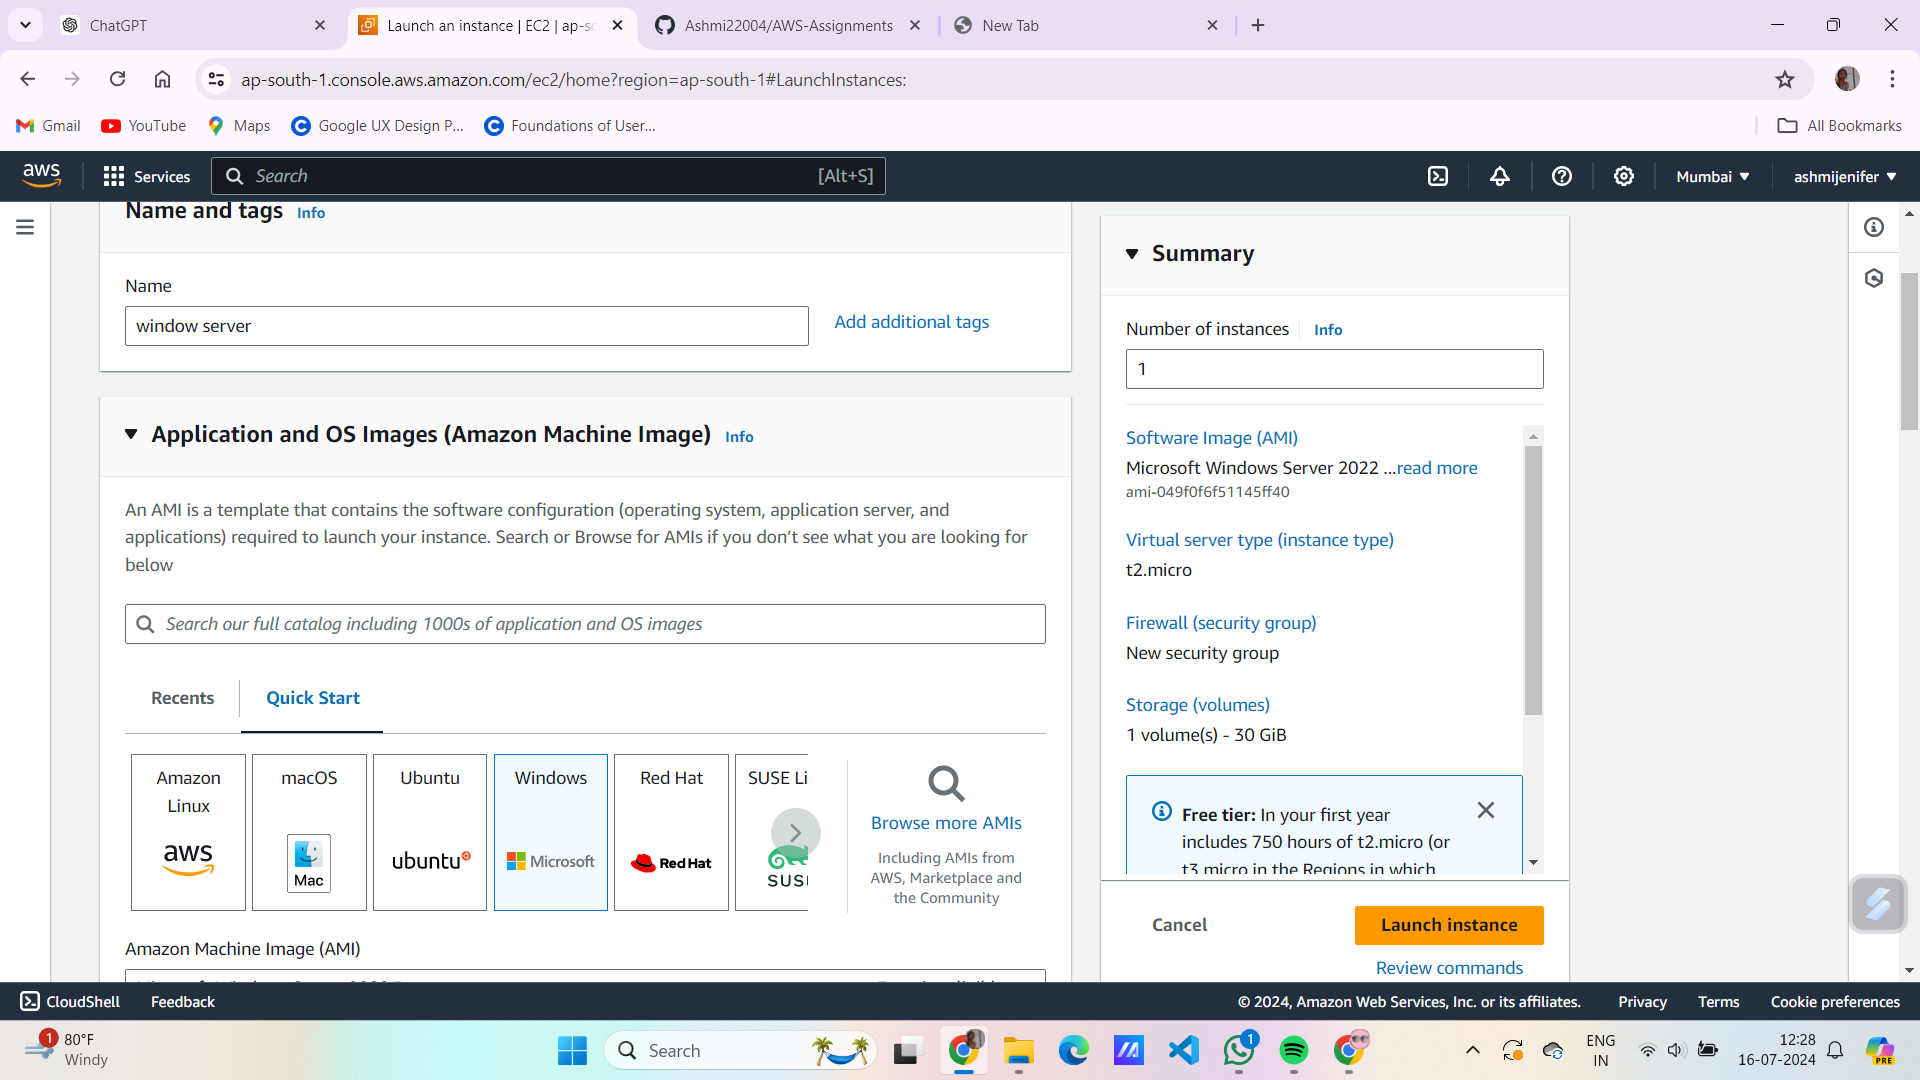 ChatGPT
Launch an instance | EC2 | ap-so
Ashmi22004/AWS-Assignments
New Tab
ap-south-1.console.aws.amazon.com/ec2/home?region=ap-south-1#LaunchInstances:
Gmail
YouTube
Maps
Google UX Design P...
Foundations of User...
All Bookmarks
aws
Services
Search
[Alt+S]
Mumbai
ashmijenifer
Name and tags Info
Name
window server
Add additional tags
Application and OS Images (Amazon Machine Image) Info
An AMI is a template that contains the software configuration (operating system, application server, and
applications) required to launch your instance. Search or Browse for AMIs if you don't see what you are looking for
below
Search our full catalog including 1000s of application and OS images
Recents
Quick Start
Amazon
Linux
aws
macOS
Mac
Ubuntu
ubuntu
Windows
Microsoft
Red Hat
Red Hat
SUSE Li
SUS
Browse more AMIs
Including AMIs from
AWS, Marketplace and
the Community
Amazon Machine Image (AMI)
Summary
Number of instances Info
1
Software Image (AMI)
Microsoft Windows Server 2022 ...read more
ami-049f0f6f51145ff40
Virtual server type (instance type)
t2.micro
Firewall (security group)
New security group
Storage (volumes)
1 volume(s) - 30 GiB
Free tier: In your first year
includes 750 hours of t2.micro (or
t3.micro in the Regions in which
Cancel
Launch instance
Review commands
CloudShell
Feedback
© 2024, Amazon Web Services, Inc. or its affiliates.
Privacy
Terms
Cookie preferences
1
80°F
Windy
Search
1
ENG
IN
12:28
16-07-2024
PRE